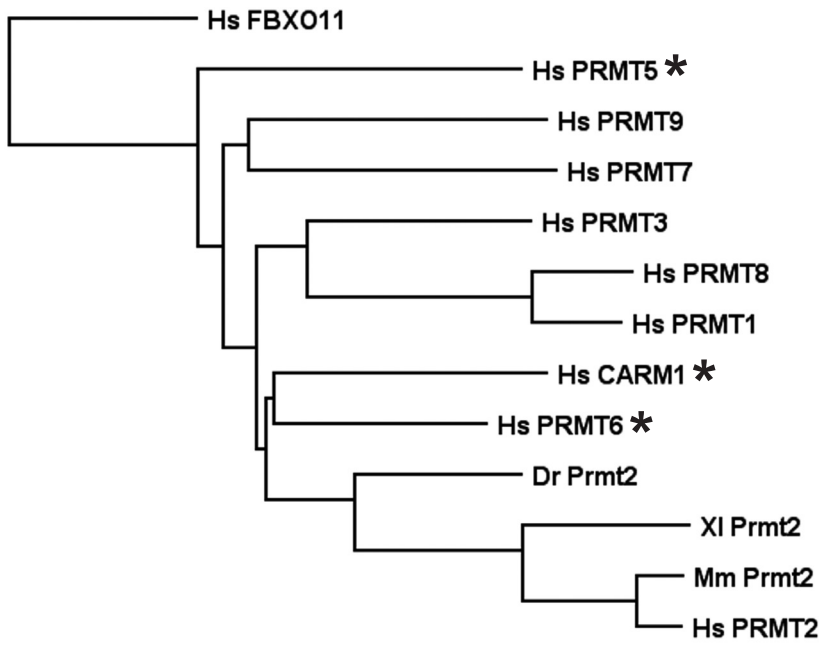 Hs FBXO11
Hs PRMT5 *
Hs PRMT9
Hs PRMT7
Hs PRMT3
Hs PRMT8
Hs PRMT1
Hs CARM1 *
Hs PRMT6 *
Dr Prmt2
Xl Prmt2
Mm Prmt2
Hs PRMT2